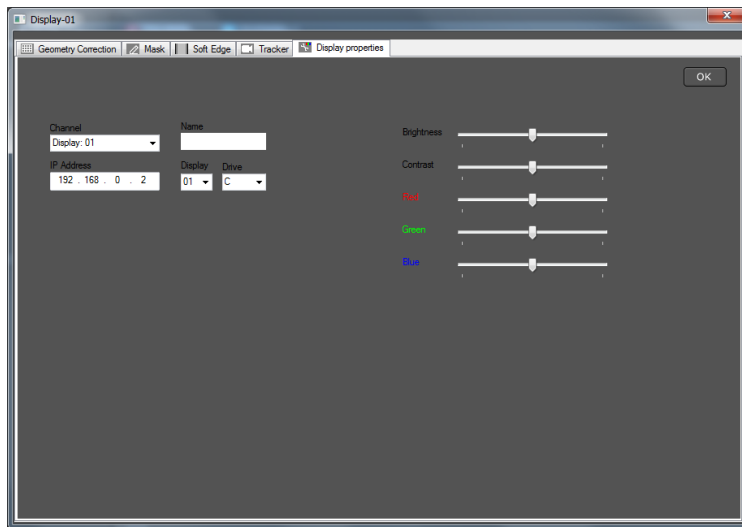 Display-01
Geometry Correction Mask Soft Edge Tracker Display properties
OK
Channel Name
Display: 01
IP Address Display Drive
192 . 168 . 0 . 2 01 C
Brightness
Contrast
Red
Green
Blue